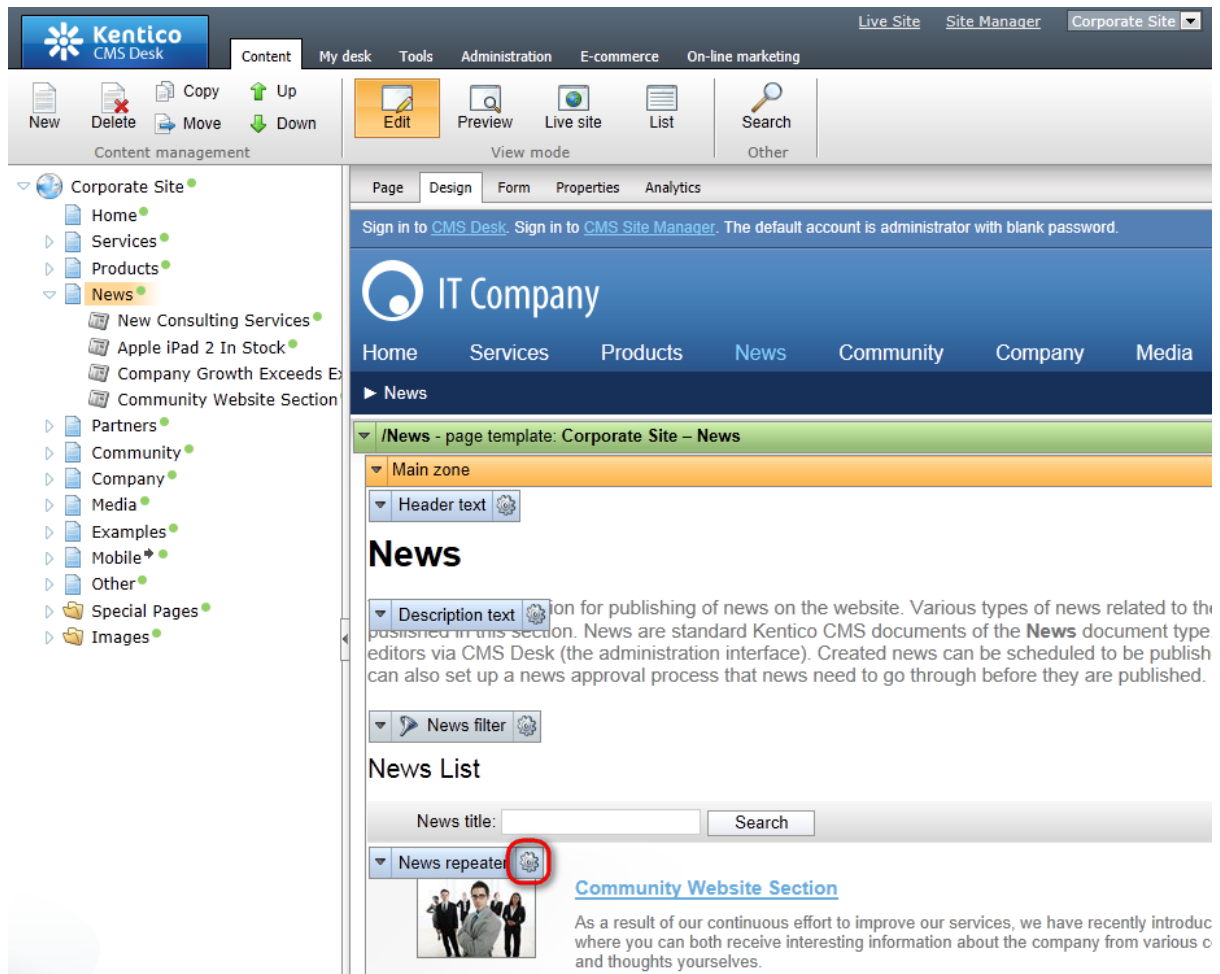 Kentico
CMS Desk
Live Site Site Manager Corporate Site
Content My desk Tools Administration E-commerce On-line marketing
New Delete Copy Move Up Down
Content management
Edit Preview Live site List
View mode
Search
Other
Corporate Site
Home
Services
Products
News
New Consulting Services
Apple iPad 2 In Stock
Company Growth Exceeds
Community Website Section
Partners
Community
Company
Media
Examples
Mobile
Other
Special Pages
Images
Page Design Form Properties Analytics
Sign in to CMS Desk. Sign in to CMS Site Manager. The default account is administrator with blank password.
IT Company
Home Services Products News Community Company Media
► News
/News - page template: Corporate Site – News
Main zone
Header text
News
Description text
for publishing of news on the website. Various types of news related to the
published in this section. News are standard Kentico CMS documents of the News document type.
editors via CMS Desk (the administration interface). Created news can be scheduled to be
can also set up a news approval process that news need to go through before they are published.
News filter
News List
News title: Search
News repeater
Community Website Section
As a result of our continuous effort to improve our services, we have recently
where you can both receive interesting information about the company from various
and thoughts yourselves.